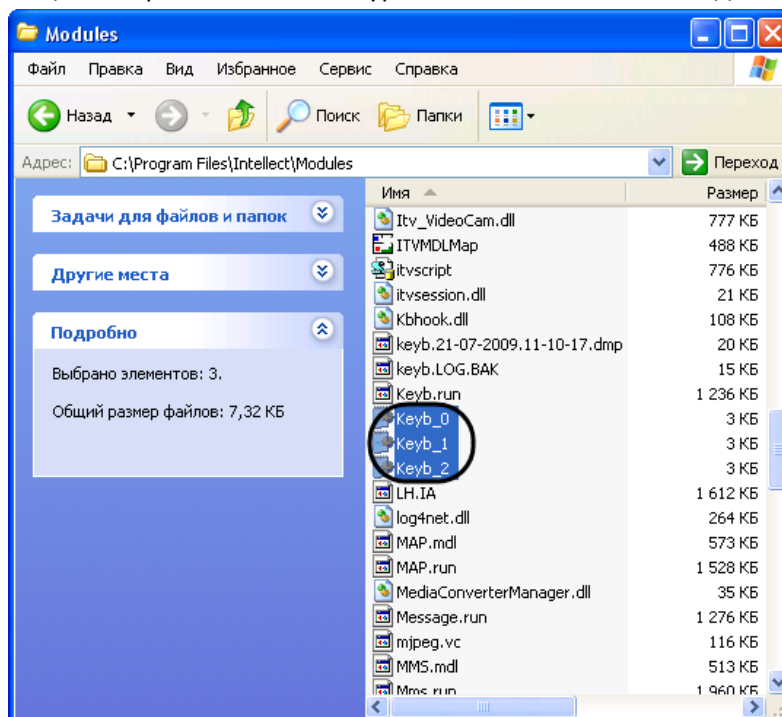 Modules
Файл Правка Вид Избранное Сервис Справка
Назад Поиск Папки
Адрес: C:\Program Files\Intellect\Modules Переход
Имя Размер
Задачи для файлов и папок
Другие места
Подробно
Выбрано элементов: 3.
Общий размер файлов: 7,32 КБ
Itv_VideoCam.dll 777 КБ
ITVMDLMap 488 КБ
itvscript 776 КБ
itvsession.dll 21 КБ
Kbhook.dll 108 КБ
keyb.21-07-2009.11-10-17.dmp 20 КБ
keyb.LOG.BAK 15 КБ
Keyb.run 1 236 КБ
Keyb_0 3 КБ
Keyb_1 3 КБ
Keyb_2 3 КБ
LH.IA 1 612 КБ
log4net.dll 264 КБ
MAP.mdl 573 КБ
MAP.run 1 528 КБ
MediaConverterManager.dll 35 КБ
Message.run 1 276 КБ
mjpeg.vc 116 КБ
MMS.mdl 513 КБ
Mms.run 1 960 КБ